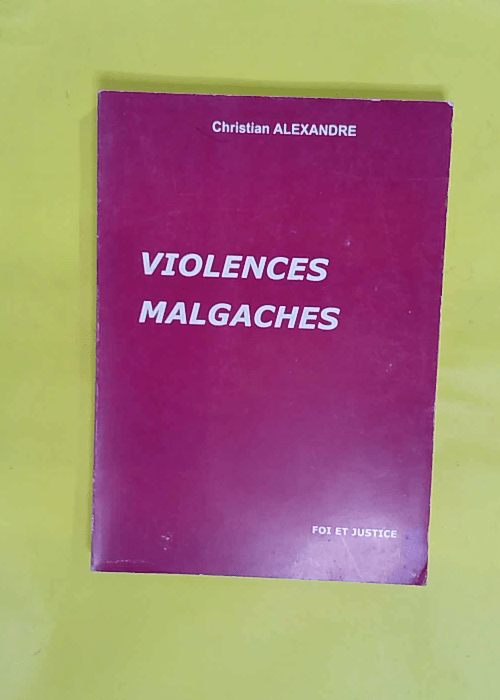 Christian ALEXANDRE
VIOLENCES
MALGACHES
FOI ET JUSTICE